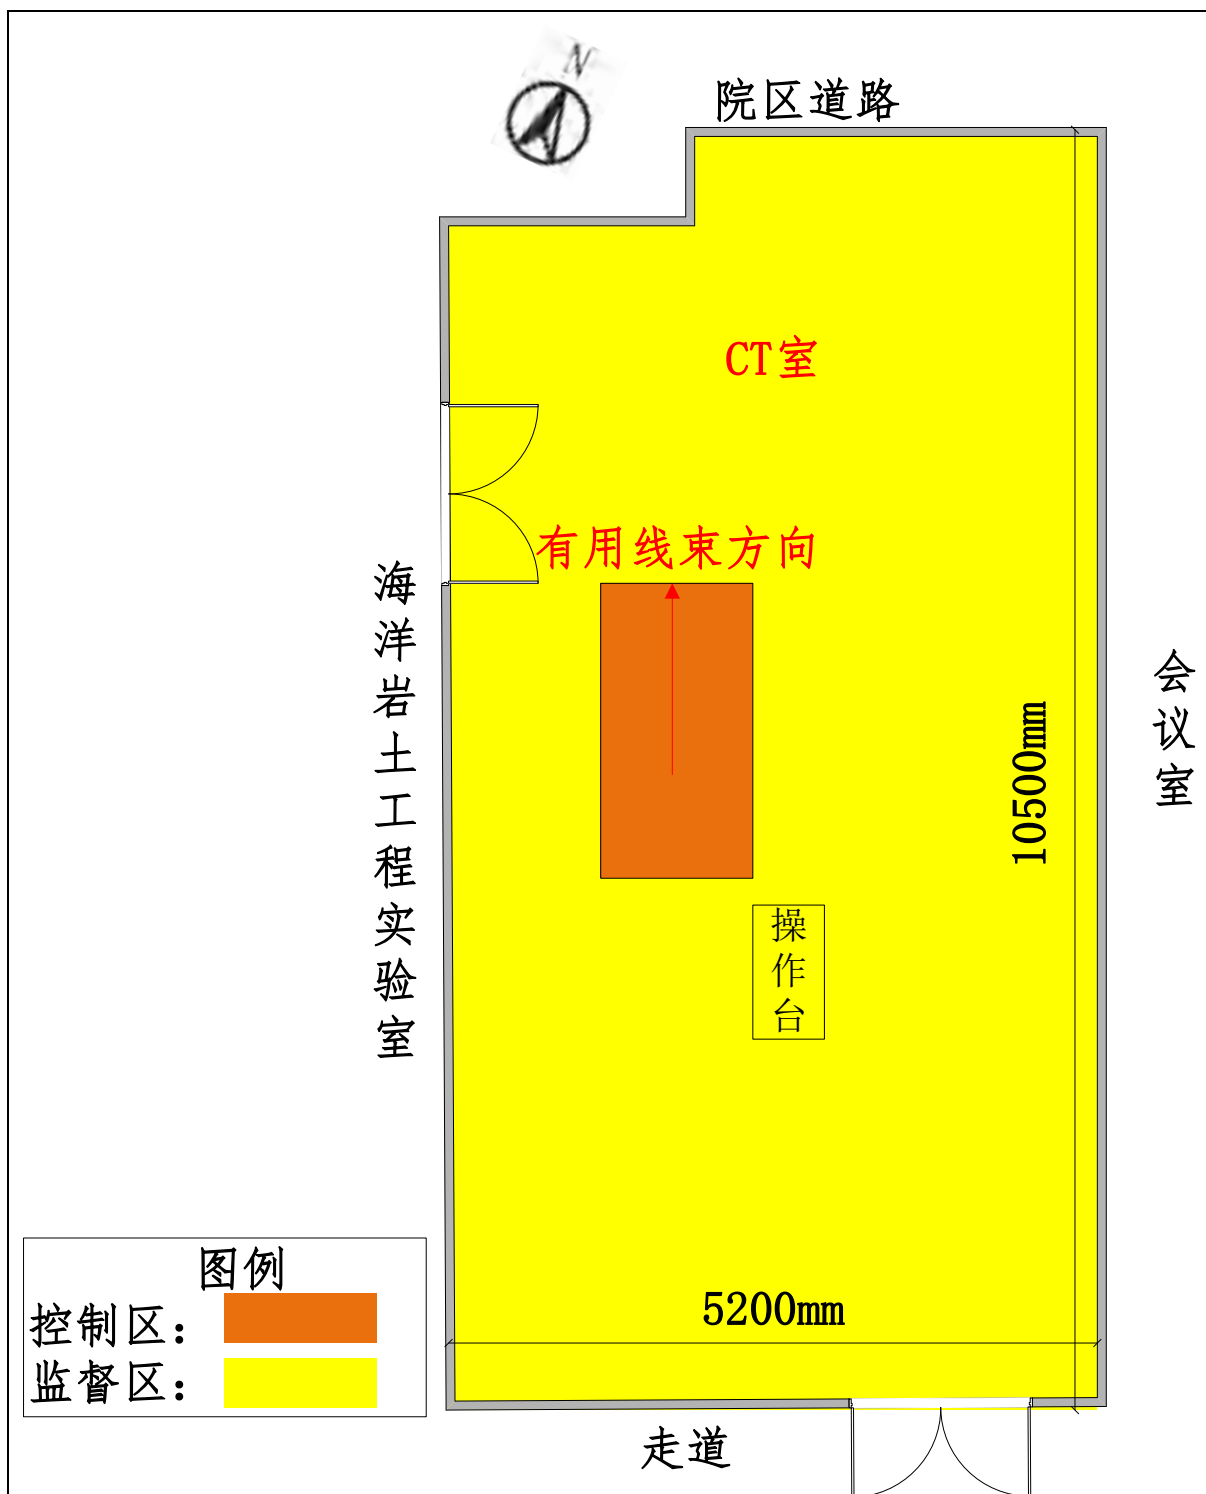 N
院区道路
CT室
有用线束方向
海洋岩土工程实验室
会议室
10500mm
操作台
5200mm
图例
控制区：
监督区：
走道